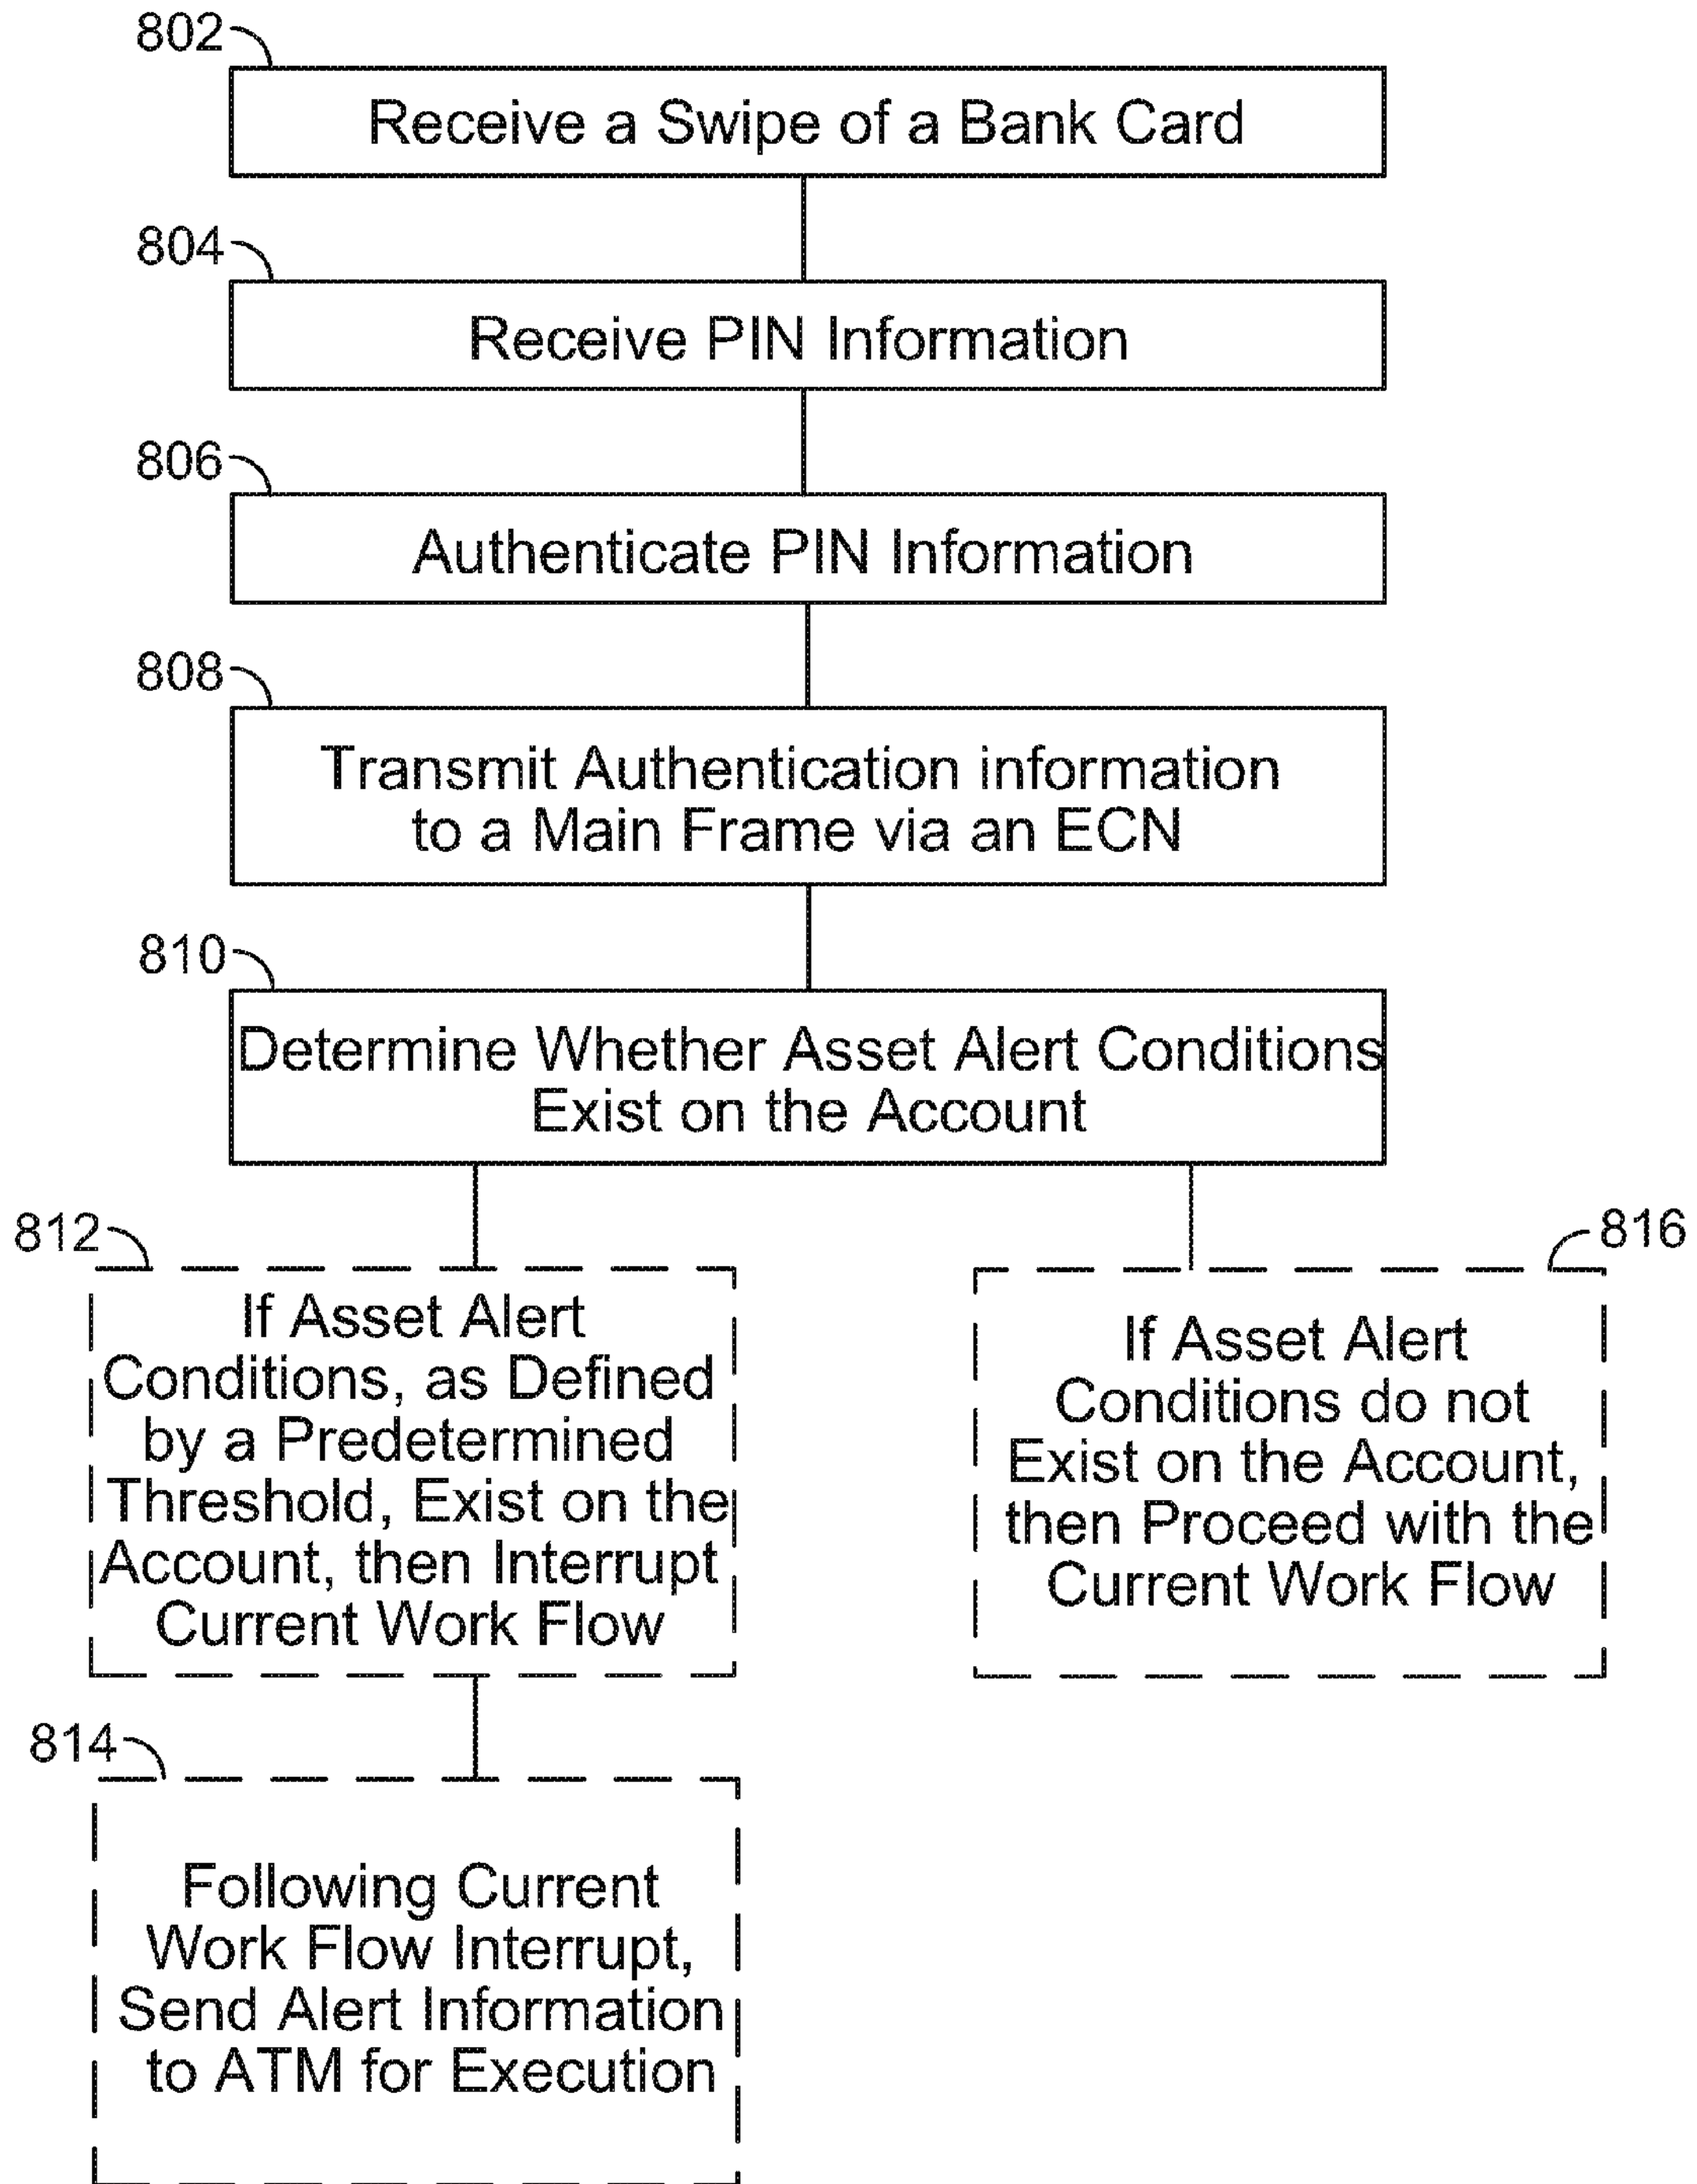 802
Receive a Swipe of a Bank Card
804
Receive PIN Information
806
Authenticate PIN Information
808
Transmit Authentication information
to a Main Frame via an ECN
810
Determine Whether Asset Alert Conditions
Exist on the Account
812
If Asset Alert
Conditions, as Defined
by a Predetermined
Threshold, Exist on the
Account, then Interrupt
Current Work Flow
816
If Asset Alert
Conditions do not
Exist on the Account,
then Proceed with the
Current Work Flow
814
Following Current
Work Flow Interrupt,
Send Alert Information
to ATM for Execution